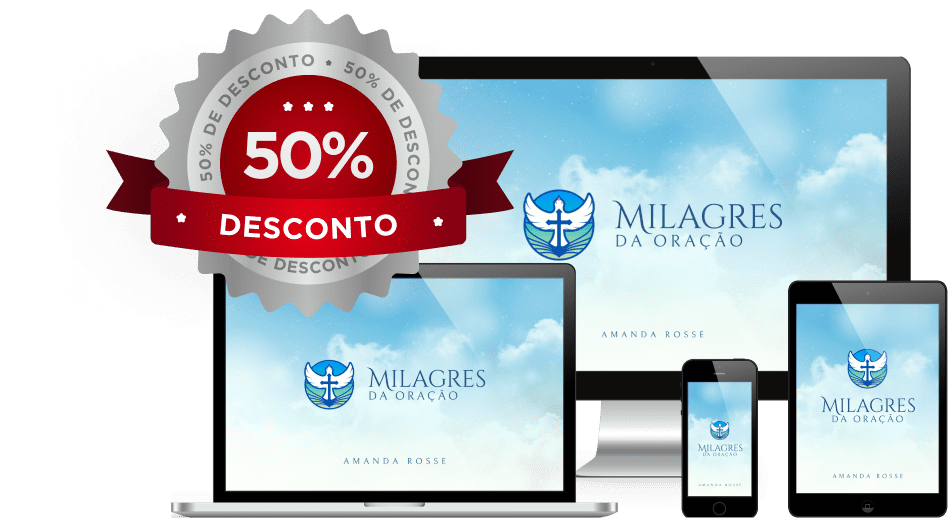 50% DE DESCONTO • 50% DE DESCON
50%
DESCONTO
DE DESCONTO
MILAGRES
DA ORAÇÃO
AMANDA ROSSE
MILAGRES
DA ORAÇÃO
AMANDA ROSSE
MILAGRES
DA ORAÇÃO
AMANDA ROSSE
MILAGRES
DA ORAÇÃO
AMANDA ROSSE